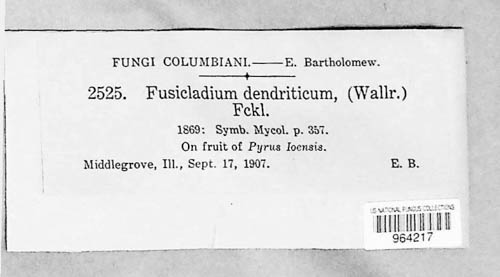 FUNGI COLUMBIANI.——E. Bartholomew.
2525. Fusicladium dendriticum, (Wallr.)
Fckl.
1869: Symb. Mycol. p. 357.
On fruit of Pyrus Ioensis.
Middlegrove, Ill., Sept. 17, 1907. E. B.
US NATIONAL FUNGUS COLLECTIONS
964217